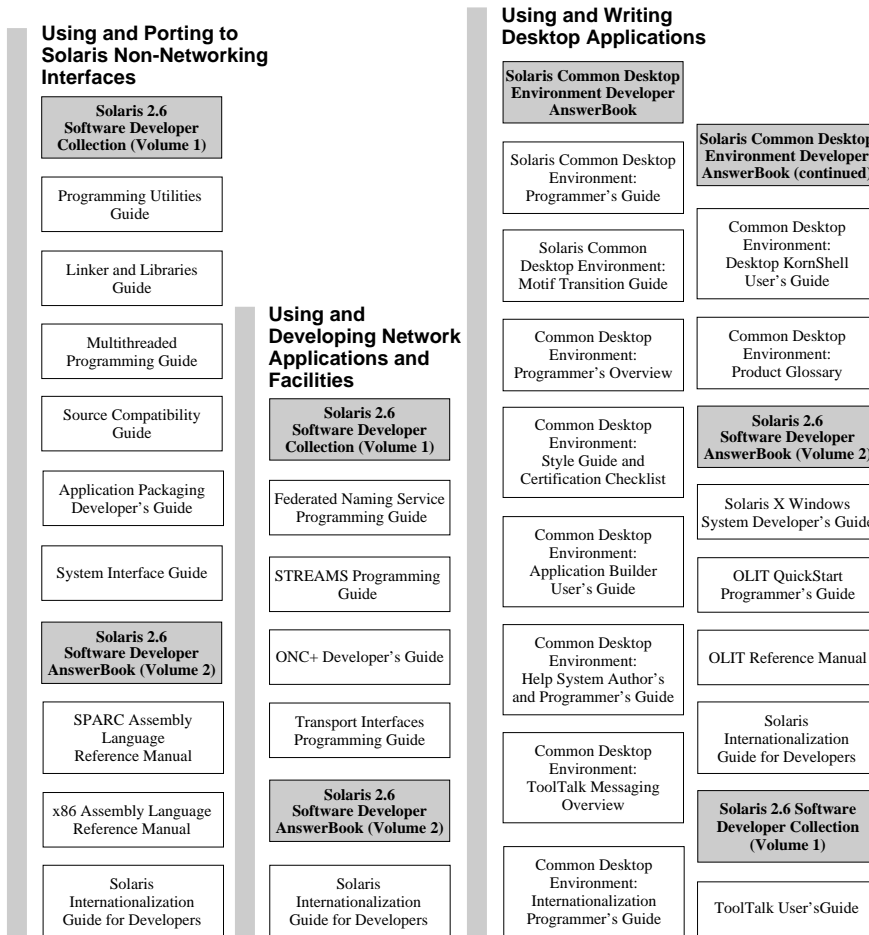 Using and Porting to
Solaris Non-Networking
Interfaces
Solaris 2.6
Software Developer
Collection (Volume 1)
Programming Utilities
Guide
Linker and Libraries
Guide
Multithreaded
Programming Guide
Source Compatibility
Guide
Application Packaging
Developer's Guide
System Interface Guide
Solaris 2.6
Software Developer
AnswerBook (Volume 2)
SPARC Assembly
Language
Reference Manual
x86 Assembly Language
Reference Manual
Solaris
Internationalization
Guide for Developers
Using and
Developing Network
Applications and
Facilities
Solaris 2.6
Software Developer
Collection (Volume 1)
Federated Naming Service
Programming Guide
STREAMS Programming
Guide
ONC+ Developer's Guide
Transport Interfaces
Programming Guide
Solaris 2.6
Software Developer
AnswerBook (Volume 2)
Solaris
Internationalization
Guide for Developers
Using and Writing
Desktop Applications
Solaris Common Desktop
Environment Developer
AnswerBook
Solaris Common Desktop
Environment:
Programmer's Guide
Solaris Common
Desktop Environment:
Motif Transition Guide
Common Desktop
Environment:
Programmer's Overview
Common Desktop
Environment:
Style Guide and
Certification Checklist
Common Desktop
Environment:
Application Builder
User's Guide
Common Desktop
Environment:
Help System Author's
and Programmer's Guide
Common Desktop
Environment:
ToolTalk Messaging
Overview
Common Desktop
Environment:
Internationalization
Programmer's Guide
Solaris Common Desktop
Environment Developer
AnswerBook (continued)
Common Desktop
Environment:
Desktop KornShell
User's Guide
Common Desktop
Environment:
Product Glossary
Solaris 2.6
Software Developer
AnswerBook (Volume 2)
Solaris X Windows
System Developer's Guide
OLIT QuickStart
Programmer's Guide
OLIT Reference Manual
Solaris
Internationalization
Guide for Developers
Solaris 2.6 Software
Developer Collection
(Volume 1)
ToolTalk User'sGuide